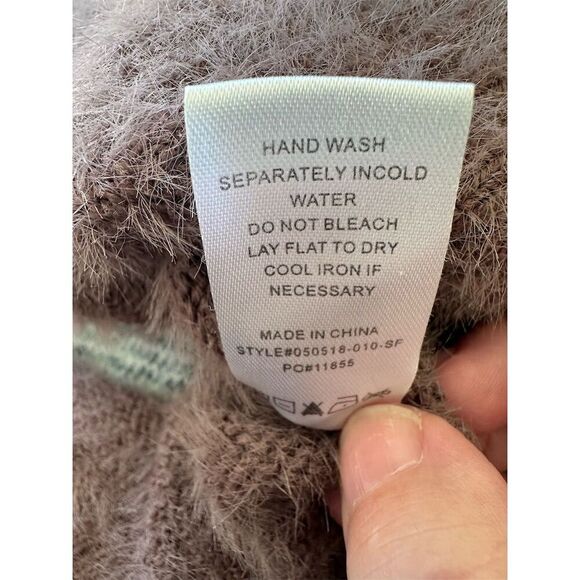 HAND WASH
SEPARATELY INCOLD
WATER
DO NOT BLEACH
LAY FLAT TO DRY
COOL IRON IF
NECESSARY
MADE IN CHINA
STYLE#050518-010-SF
PO#11855